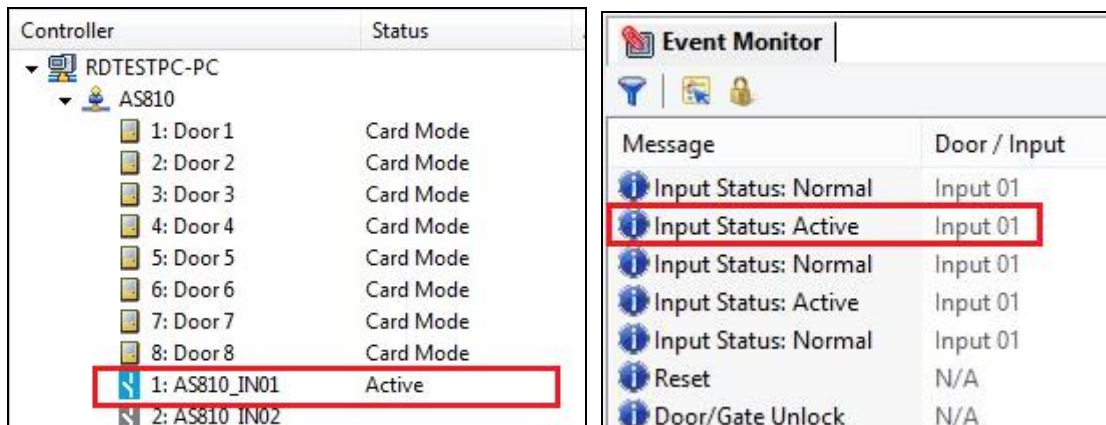 Controller Status
RDTESTPC-PC
AS810
1: Door 1 Card Mode
2: Door 2 Card Mode
3: Door 3 Card Mode
4: Door 4 Card Mode
5: Door 5 Card Mode
6: Door 6 Card Mode
7: Door 7 Card Mode
8: Door 8 Card Mode
1: AS810_IN01 Active
2: AS810_IN02
Event Monitor
Message Door / Input
Input Status: Normal Input 01
Input Status: Active Input 01
Input Status: Normal Input 01
Input Status: Active Input 01
Input Status: Normal Input 01
Reset N/A
Door/Gate Unlock N/A